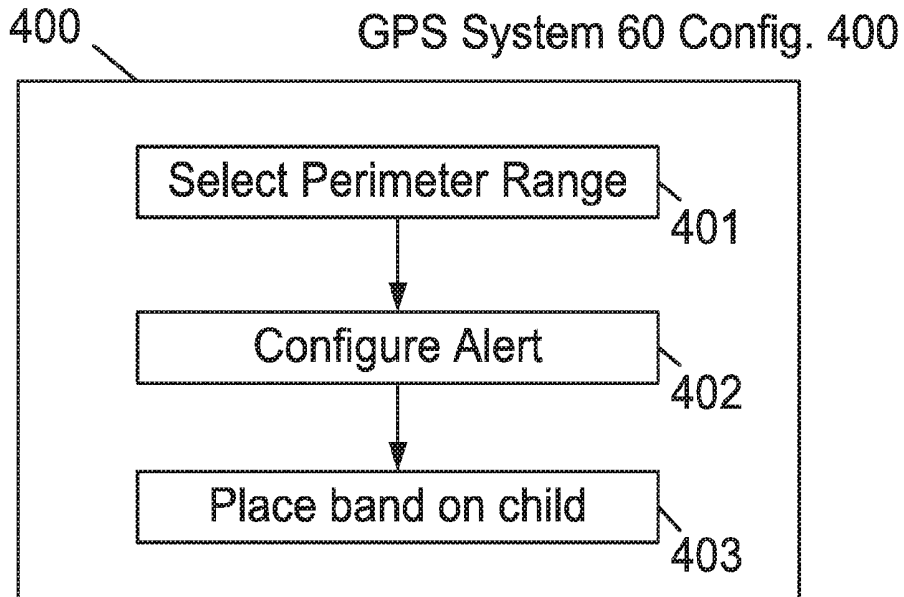 400
GPS System 60 Config. 400
Select Perimeter Range
401
Configure Alert
402
Place band on child
403